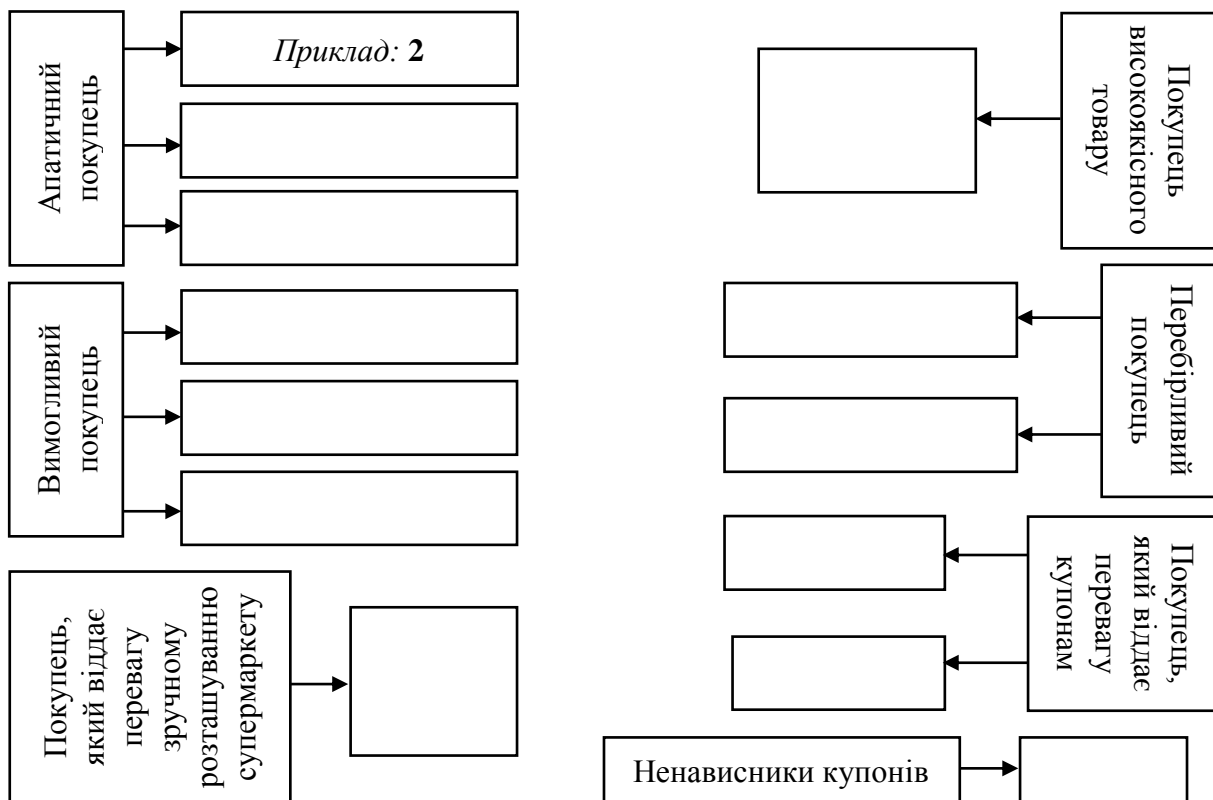 Апатичний
покупець
Приклад: 2
Вимогливий
покупець
Покупець,
який віддає
перевагу
зручному
розташуванню
супермаркету
Покупець
високоякісного
товару
Перебірливий
покупець
Покупець,
який віддає
перевагу
купонам
Ненависники купонів